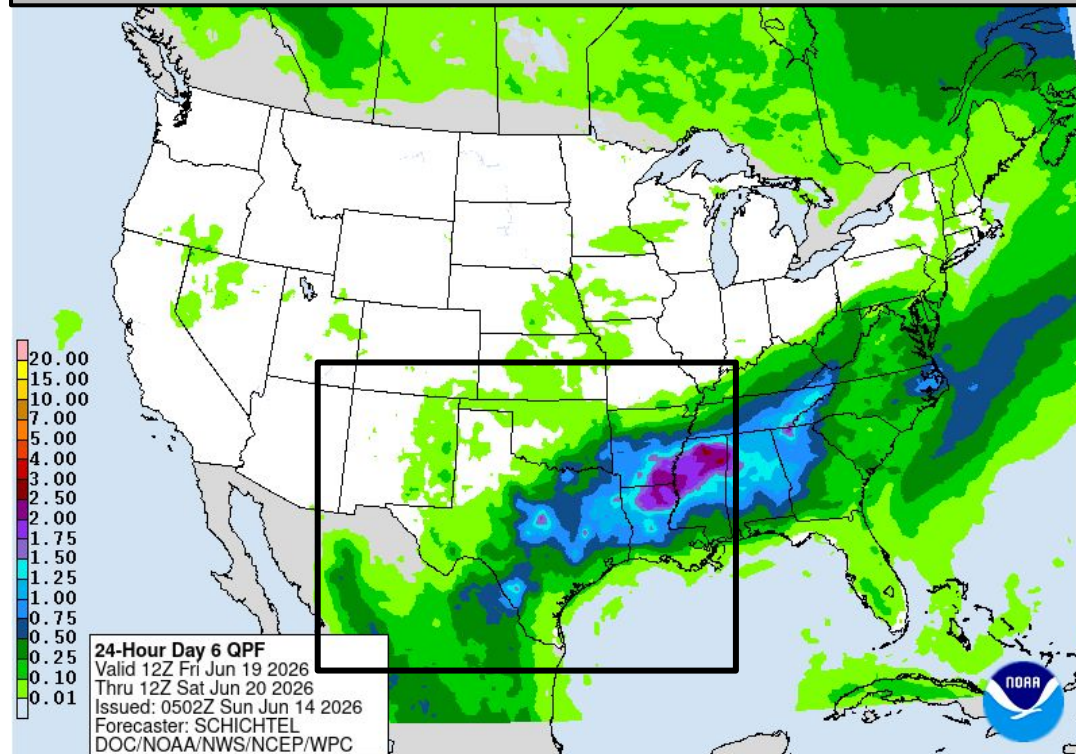 20.00
15.00
10.00
7.00
5.00
4.00
3.00
2.50
2.00
1.75
1.50
1.25
1.00
0.75
0.50
0.25
0.10
0.01
24-Hour Day 6 QPF
Valid 12Z Fri Jun 19 2026
Thru 12Z Sat Jun 20 2026
Issued: 0502Z Sun Jun 14 2026
Forecaster: SCHICHTEL
DOC/NOAA/NWS/NCEP/WPC
NOAA